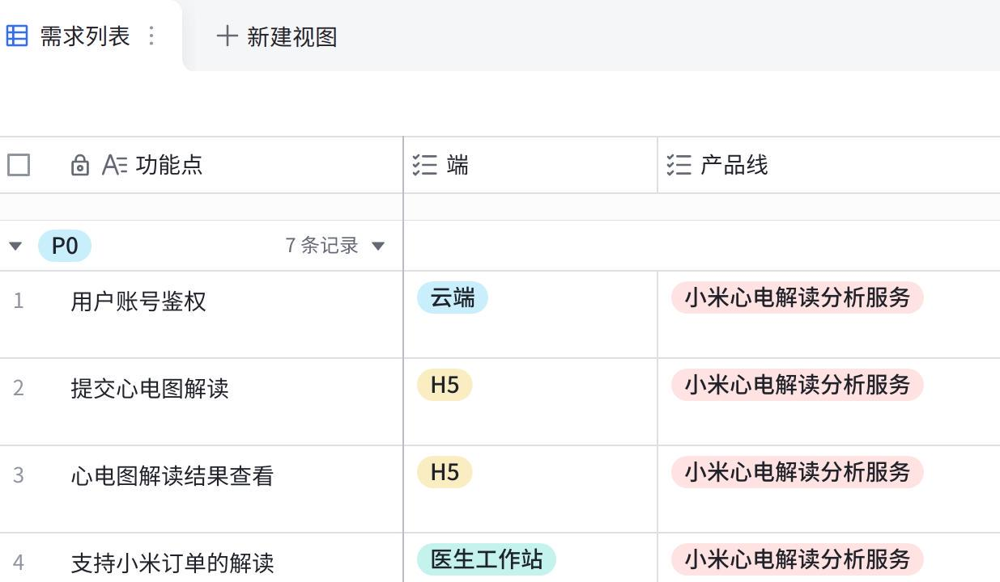 需求列表 新建视图
功能点 端 产品线
P0 7 条记录
1 用户账号鉴权 云端 小米心电解读分析服务
2 提交心电图解读 H5 小米心电解读分析服务
3 心电图解读结果查看 H5 小米心电解读分析服务
4 支持小米订单的解读 医生工作站 小米心电解读分析服务